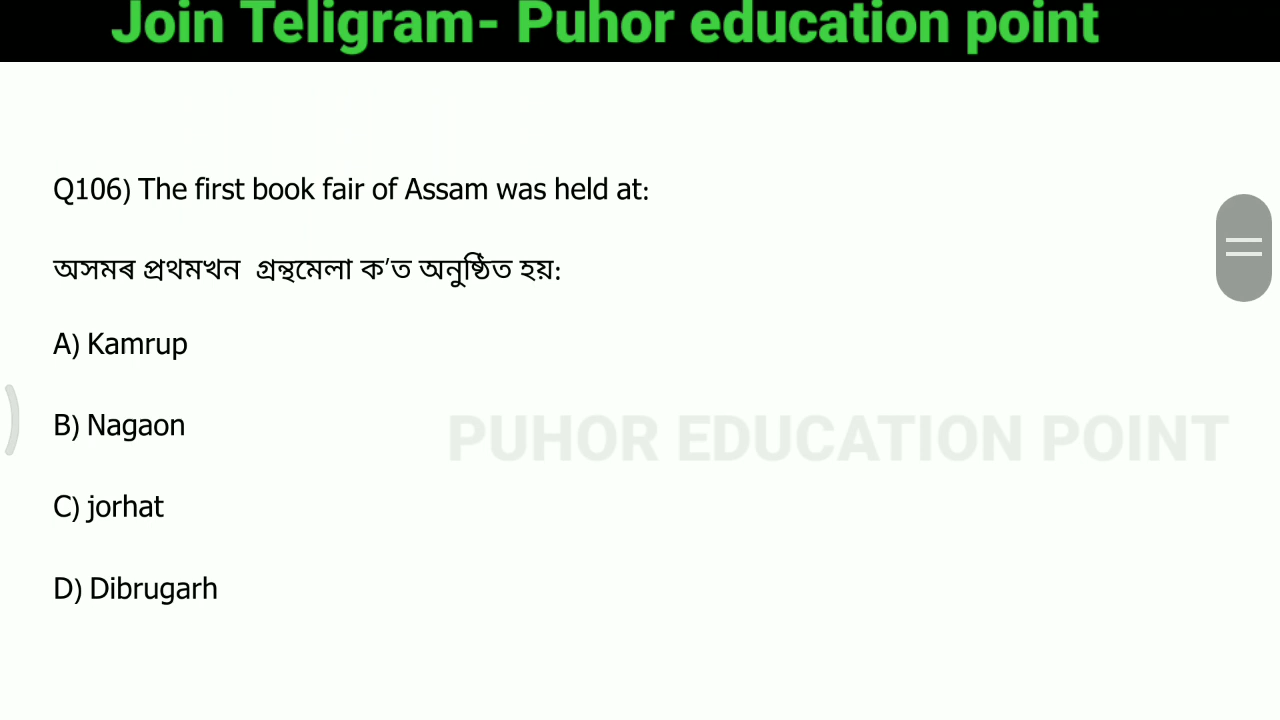 Join Teligram- Puhor education point
Q106) The first book fair of Assam was held at:
অসমৰ প্ৰথমখন গ্ৰন্থমেলা ক’ত অনুষ্ঠিত হয়:
A) Kamrup
B) Nagaon
PUHOR EDUCATION POINT
C) jorhat
D) Dibrugarh